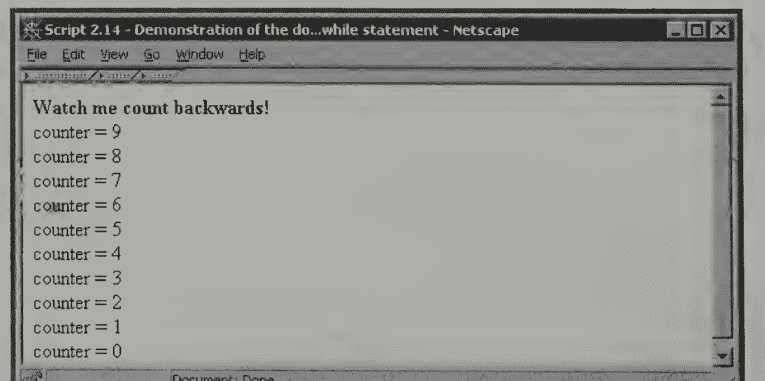 Script 2.14 - Demonstration of the do...while statement - Netscape
File Edit View Go Window Help
Watch me count backwards!
counter = 9
counter = 8
counter = 7
counter = 6
counter = 5
counter = 4
counter = 3
counter = 2
counter = 1
counter = 0
Document: Done